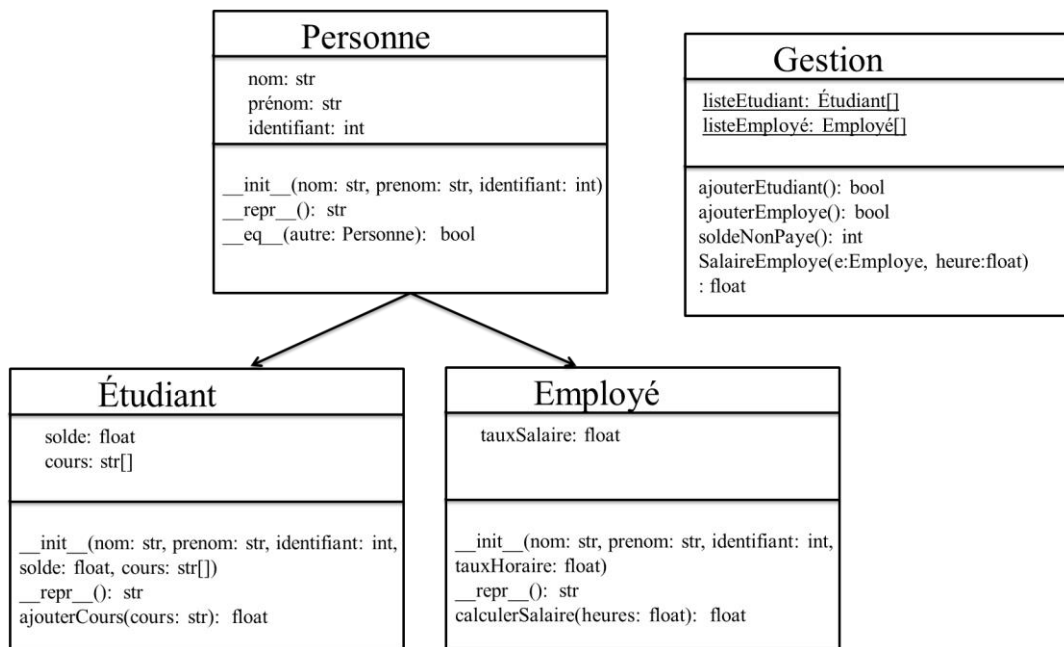 Personne
nom: str
prénom: str
identifiant: int
__init__(nom: str, prenom: str, identifiant: int)
__repr__(): str
__eq__(autre: Personne): bool
Gestion
listeEtudiant: Étudiant[]
listeEmployé: Employé[]
ajouterEtudiant(): bool
ajouterEmploye(): bool
soldeNonPaye(): int
SalaireEmploye(e:Employe, heure:float)
: float
Étudiant
solde: float
cours: str[]
__init__(nom: str, prenom: str, identifiant: int,
solde: float, cours: str[])
__repr__(): str
ajouterCours(cours: str): float
Employé
tauxSalaire: float
__init__(nom: str, prenom: str, identifiant: int,
tauxHoraire: float)
__repr__(): str
calculerSalaire(heures: float): float